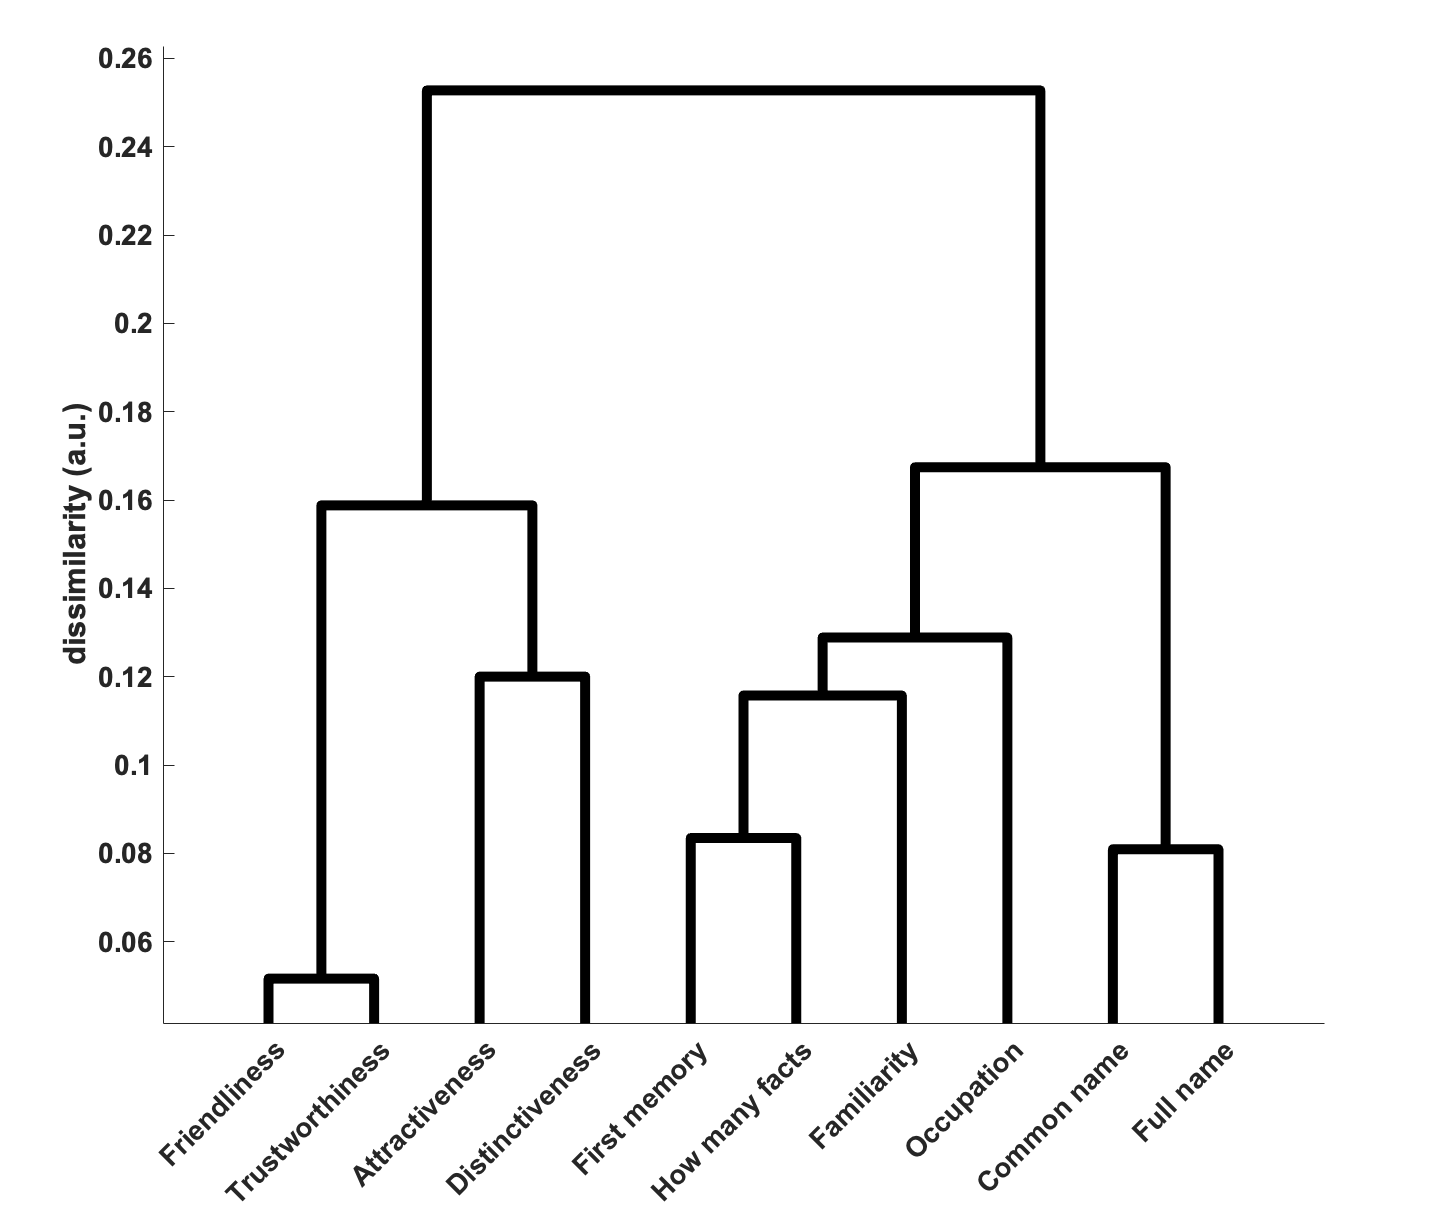 0.26
0.24
0.22
0.2
0.18
0.16
0.14
0.12
0.1
0.08
0.06
dissimilarity (a.u.)
Friendliness
Trustworthiness
Attractiveness
Distinctiveness
First memory
How many facts
Familiarity
Occupation
Common name
Full name